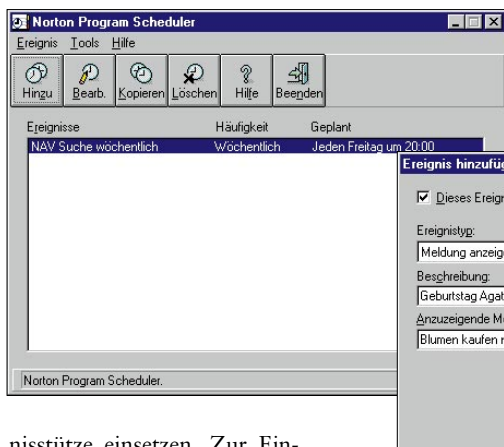 Norton Program Scheduler
Ereignis Tools Hilfe
Hinzu Bearb. Kopieren Löschen Hilfe Beenden
Ereignisse Häufigkeit Geplant
NAV Suche wöchentlich Wöchentlich Jeden Freitag um 20:00
Ereignis hinzufüg
Dieses Ereign
Ereignistyp:
Meldung anzeig
Beschreibung:
Geburtstag Agat
Anzuzeigende M
Blumen kaufen
Norton Program Scheduler.
nisstütze einsetzen. Zur Ein-